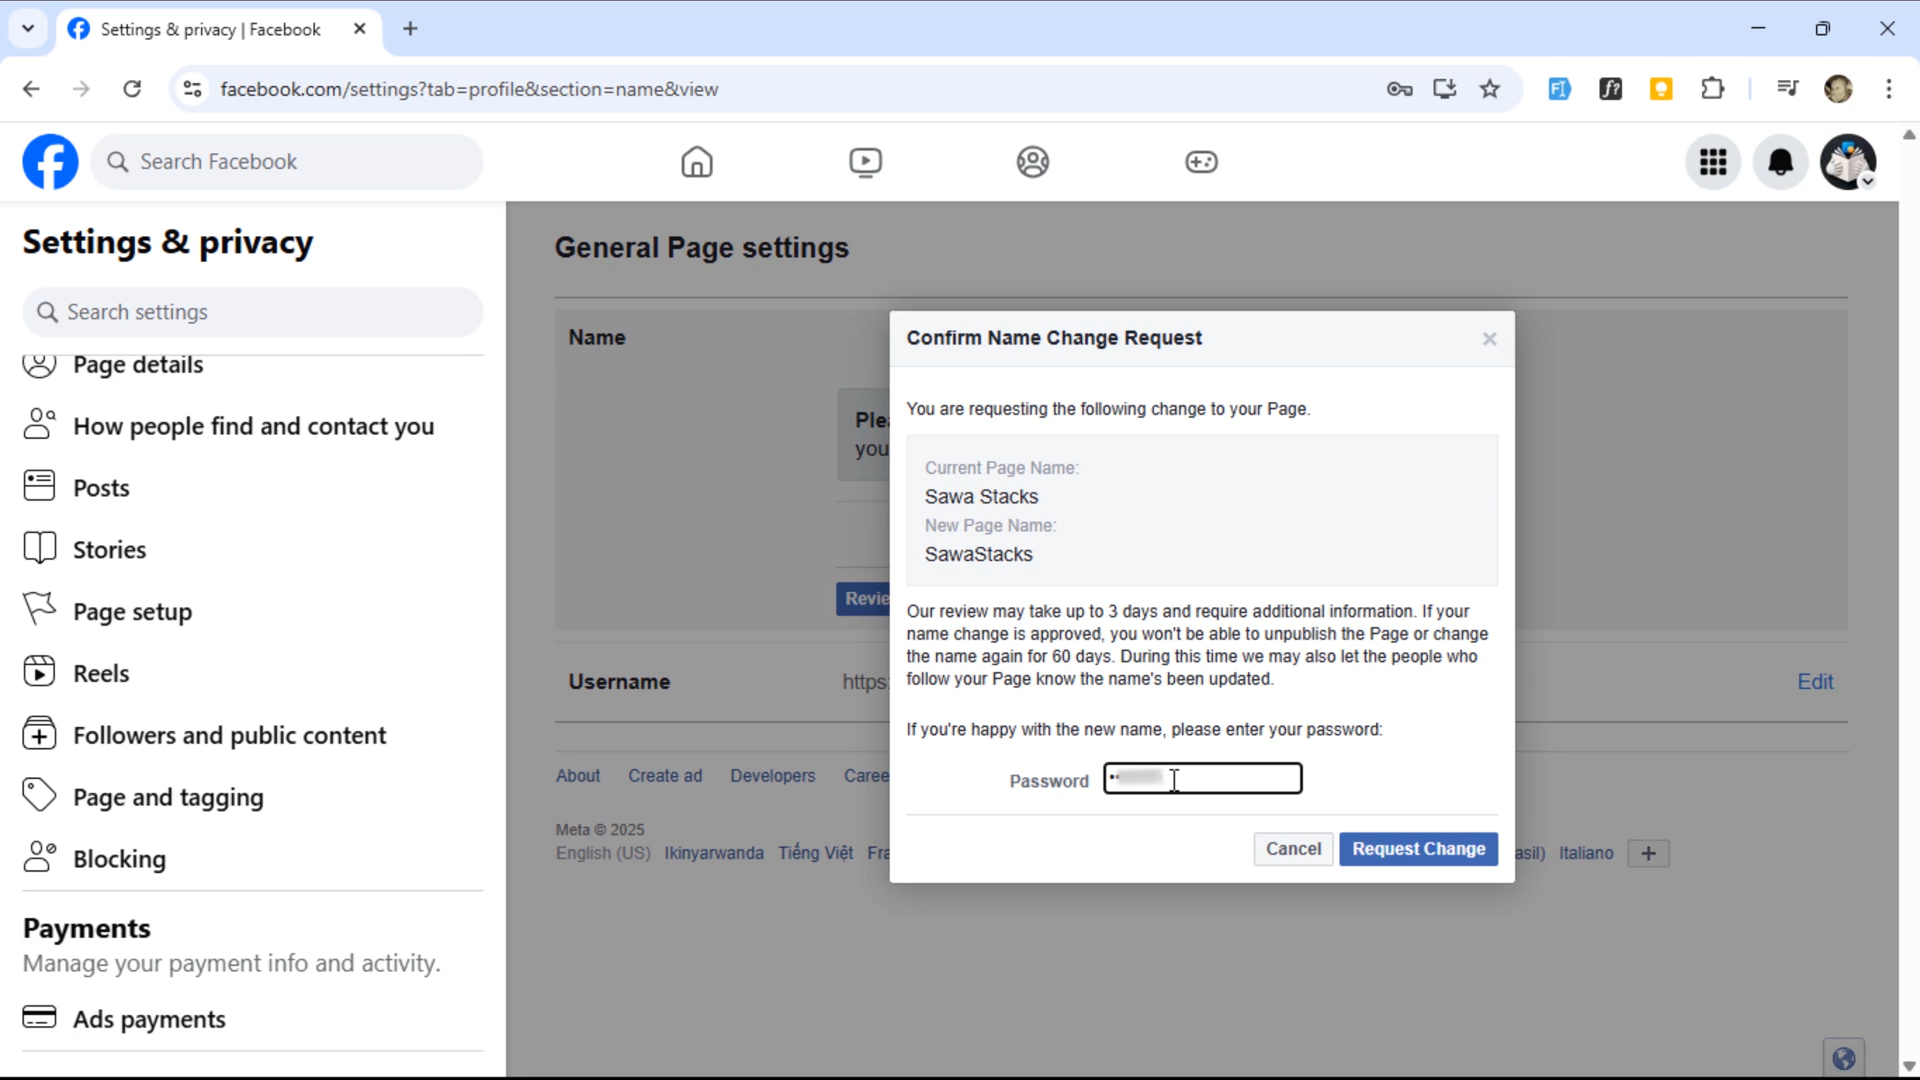 Settings & privacy | Facebook
facebook.com/settings?tab=profile&section=name&view
Search Facebook
Settings & privacy
Search settings
Page details
How people find and contact you
Posts
Stories
Page setup
Reels
Followers and public content
Page and tagging
Blocking
Payments
Manage your payment info and activity.
Ads payments
General Page settings
Name
you
Username
Edit
About Create ad Developers
Meta © 2025
English (US) Ikinyarwanda Tiếng Việt
Italiano
Confirm Name Change Request
You are requesting the following change to your Page.
Current Page Name:
Sawa Stacks
New Page Name:
SawaStacks
Our review may take up to 3 days and require additional information. If your
name change is approved, you won't be able to unpublish the Page or change
the name again for 60 days. During this time we may also let the people who
follow your Page know the name's been updated.
If you're happy with the new name, please enter your password:
Password
Cancel Request Change